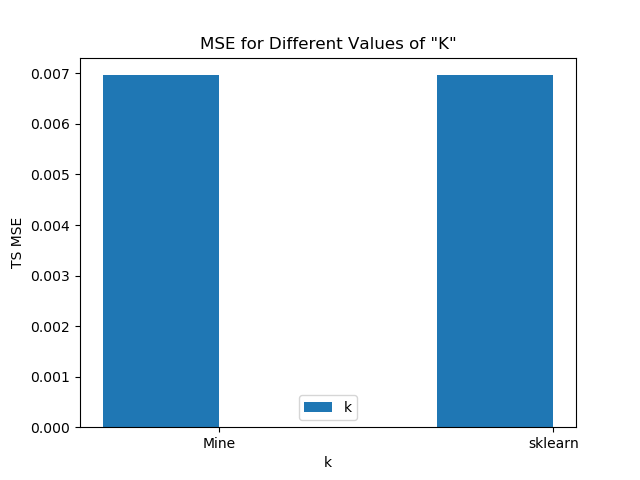 MSE for Different Values of "K"
0.007
0.006
0.005
0.004
0.003
0.002
0.001
0.000
TS MSE
k
Mine
sklearn
k